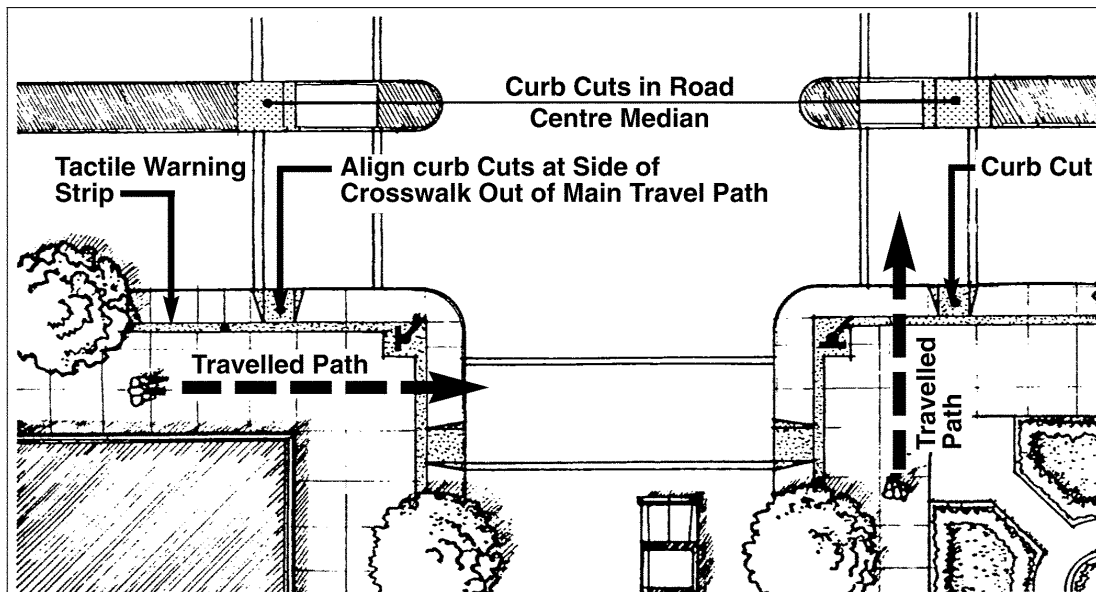 Curb Cuts in Road
Centre Median
Tactile Warning
Strip
Align curb Cuts at Side of
Crosswalk Out of Main Travel Path
Curb Cut
Travelled Path
Travelled
Path